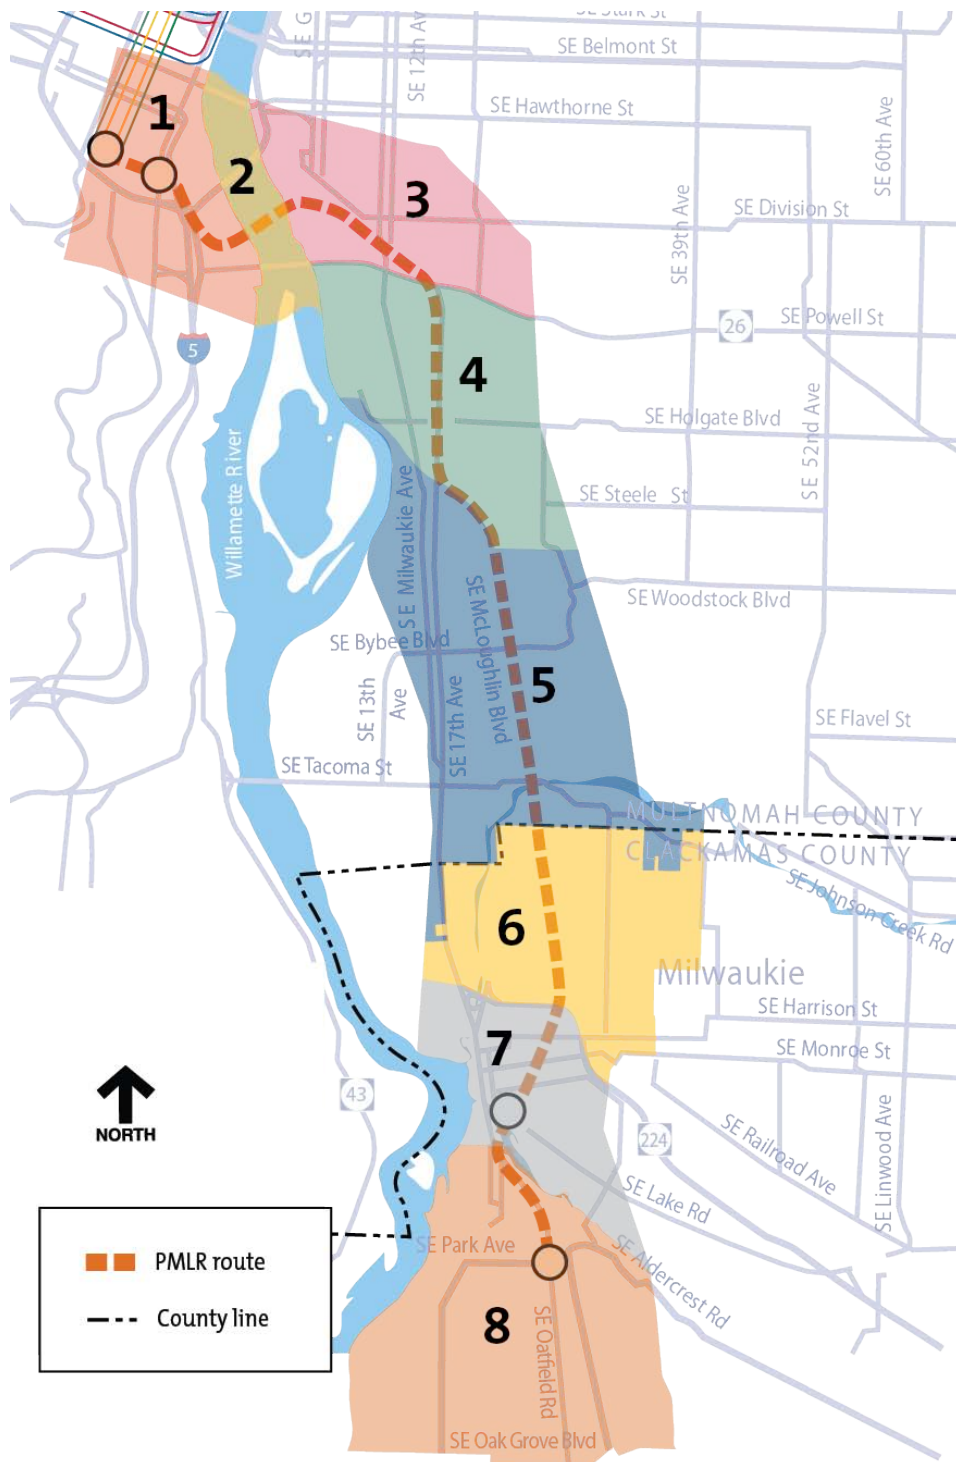 SE Stark St
SE Belmont St
SE G
SE 12th Av
SE Hawthorne St
SE 60th Ave
1
2
3
SE 39th Ave
SE Division St
26
SE Powell St
5
4
SE 52nd Ave
SE Holgate Blvd
Willamette River
SE Milwaukie Ave
SE Steele St
SE McLoughlin Blvd
SE Woodstock Blvd
SE Bybee Blvd
SE 13th
Ave
SE 17th Ave
5
SE Flavel St
SE Tacoma St
MULTNOMAH COUNTY
CLACKAMAS COUNTY
SE Johnson Creek Rd
6
Milwaukie
SE Harrison St
7
SE Monroe St
43
NORTH
224
SE Railroad Ave
SE Linwood Ave
SE Lake Rd
SE Park Ave
SE Aldercrest Rd
PMLR route
County line
8
SE Oatfield Rd
SE Oak Grove Blvd